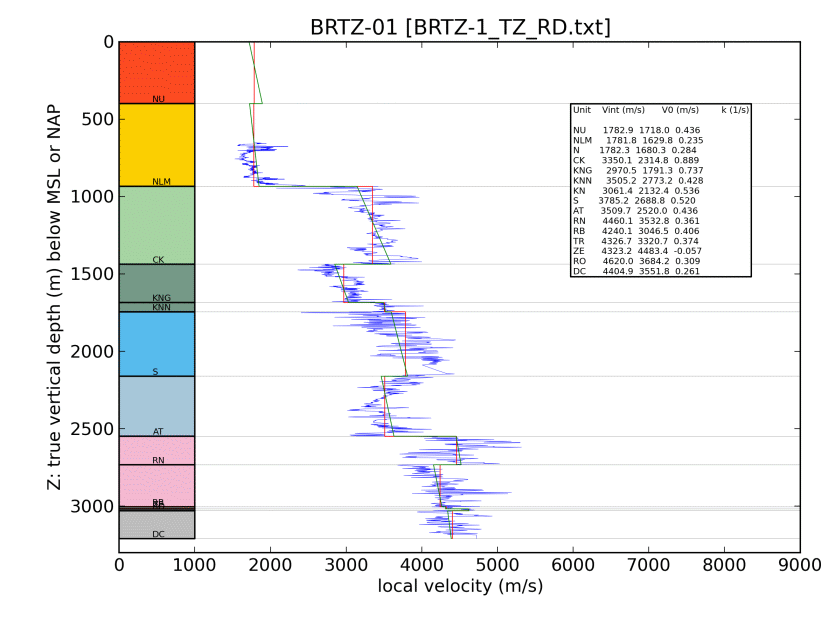 BRTZ-01 [BRTZ-1_TZ_RD.txt]
Z: true vertical depth (m) below MSL or NAP
0
500
1000
1500
2000
2500
3000
NU
NLM
CK
KNG
KNN
S
AT
RN
RB
DC
Unit Vint (m/s) V0 (m/s) k (1/s)
NU 1782.9 1718.0 0.436
NLM 1781.8 1629.8 0.235
N 1782.3 1680.3 0.284
CK 3350.1 2314.8 0.889
KNG 2970.5 1791.3 0.737
KNN 3505.2 2773.2 0.428
KN 3061.4 2132.4 0.536
S 3785.2 2688.8 0.520
AT 3509.7 2520.0 0.436
RN 4460.1 3532.8 0.361
RB 4240.1 3046.5 0.406
TR 4326.7 3320.7 0.374
ZE 4323.2 4483.4 -0.057
RO 4620.0 3684.2 0.309
DC 4404.9 3551.8 0.261
0 1000 2000 3000 4000 5000 6000 7000 8000 9000
local velocity (m/s)